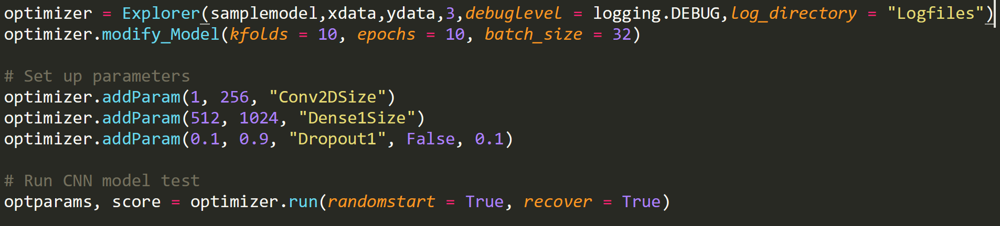 optimizer = Explorer(samplemodel,xdata,ydata,3,debuglevel = logging.DEBUG,log_directory = "Logfiles")
optimizer.modify_Model(kfolds = 10, epochs = 10, batch_size = 32)
# Set up parameters
optimizer.addParam(1, 256, "Conv2DSize")
optimizer.addParam(512, 1024, "Dense1Size")
optimizer.addParam(0.1, 0.9, "Dropout1", False, 0.1)
# Run CNN model test
optparams, score = optimizer.run(randomstart = True, recover = True)